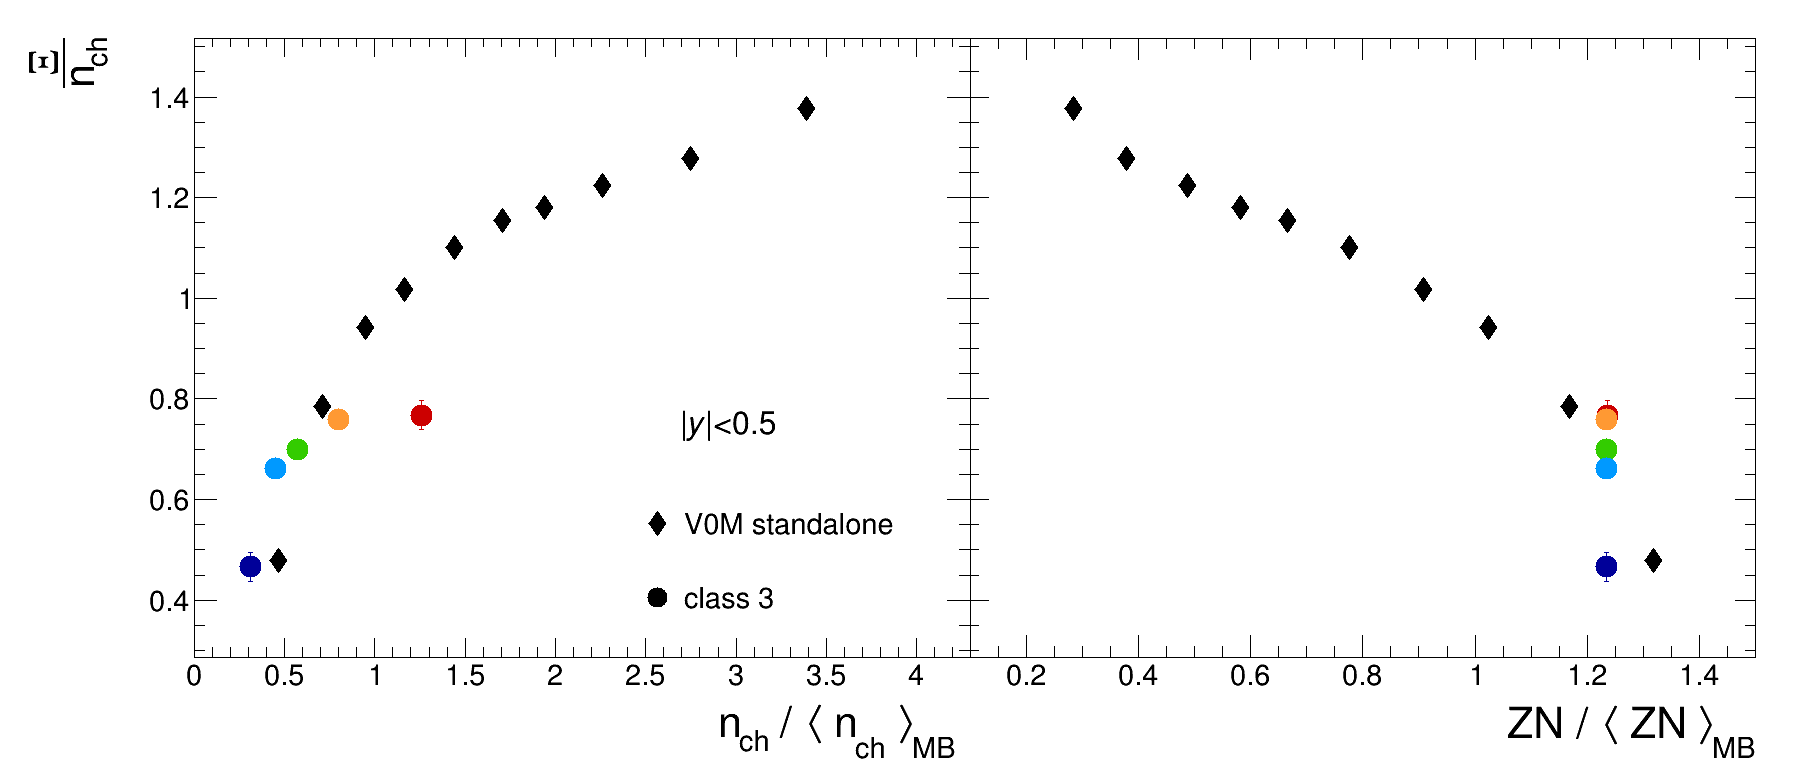 Ξ|n_ch
1.4
1.2
1
0.8
0.6
0.4
|y|<0.5
V0M standalone
class 3
0 0.5 1 1.5 2 2.5 3 3.5 4
0.2 0.4 0.6 0.8 1 1.2 1.4
n_ch / ⟨ n_ch ⟩_MB
ZN / ⟨ ZN ⟩_MB